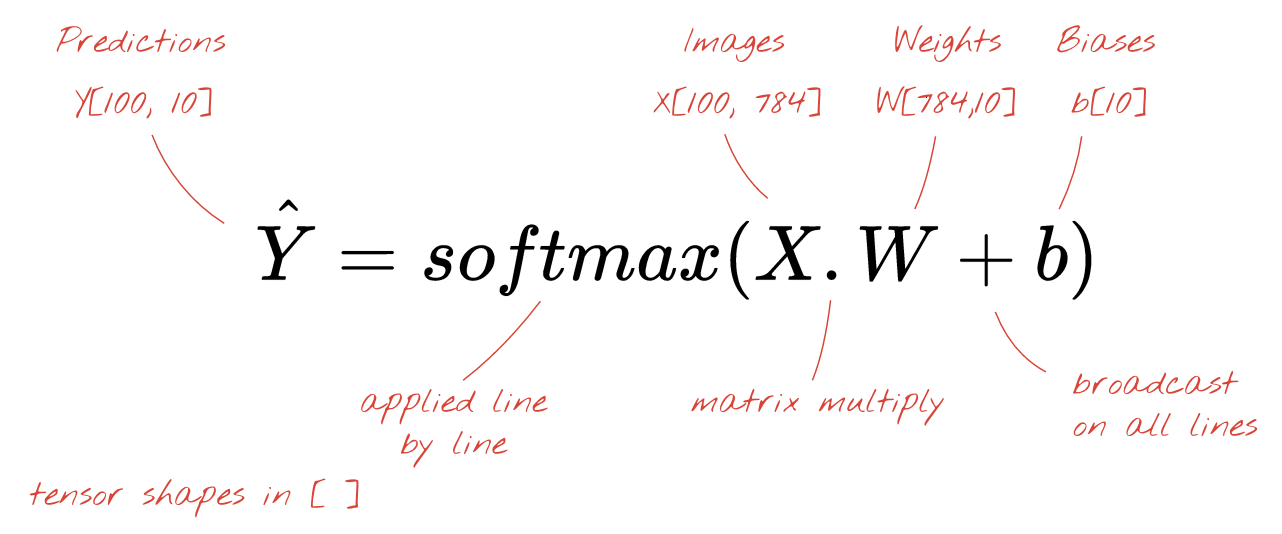 Predictions
Y[100, 10]
Images
X[100, 784]
Weights
W[784,10]
Biases
b[10]
Ŷ = softmax(X.W + b)
applied line
by line
matrix multiply
broadcast
on all lines
tensor shapes in [ ]